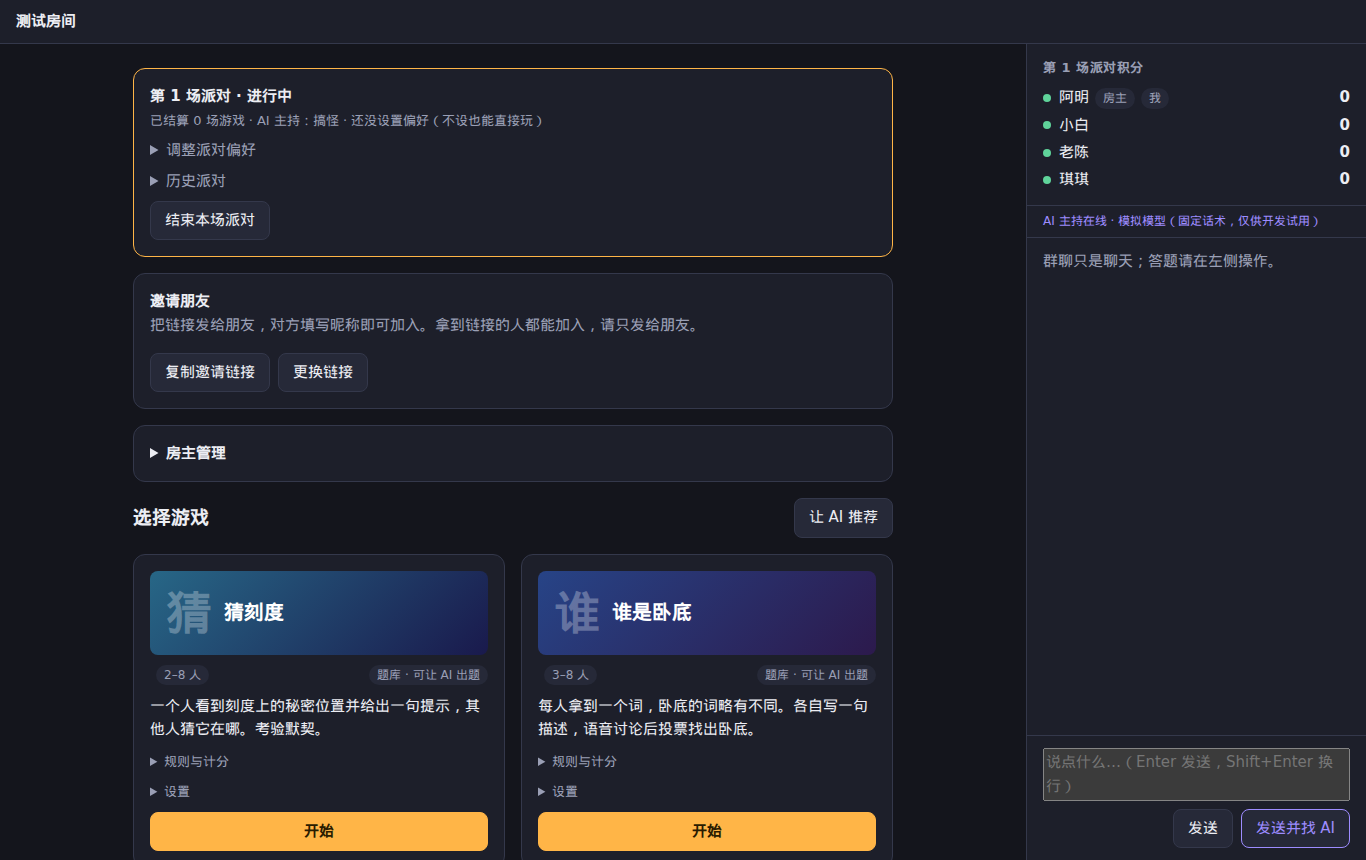 测试房间
第 1 场派对 · 进行中
已结算 0 场游戏 · AI 主持：搞怪 · 还没设置偏好（不设也能直接玩）
调整派对偏好
历史派对
结束本场派对
邀请朋友
把链接发给朋友，对方填写昵称即可加入。拿到链接的人都能加入，请只发给朋友。
复制邀请链接 更换链接
房主管理
选择游戏 让 AI 推荐
猜 猜刻度
2–8 人 题库 · 可让 AI 出题
一个人看到刻度上的秘密位置并给出一句提示，其
他人猜它在哪。考验默契。
规则与计分
设置
开始
谁 谁是卧底
3–8 人 题库 · 可让 AI 出题
每人拿到一个词，卧底的词略有不同。各自写一句
描述，语音讨论后投票找出卧底。
规则与计分
设置
开始
第 1 场派对积分
阿明 房主 我 0
小白 0
老陈 0
琪琪 0
AI 主持在线 · 模拟模型（固定话术，仅供开发试用）
群聊只是聊天；答题请在左侧操作。
说点什么…（Enter 发送，Shift+Enter 换
行）
发送 发送并找 AI